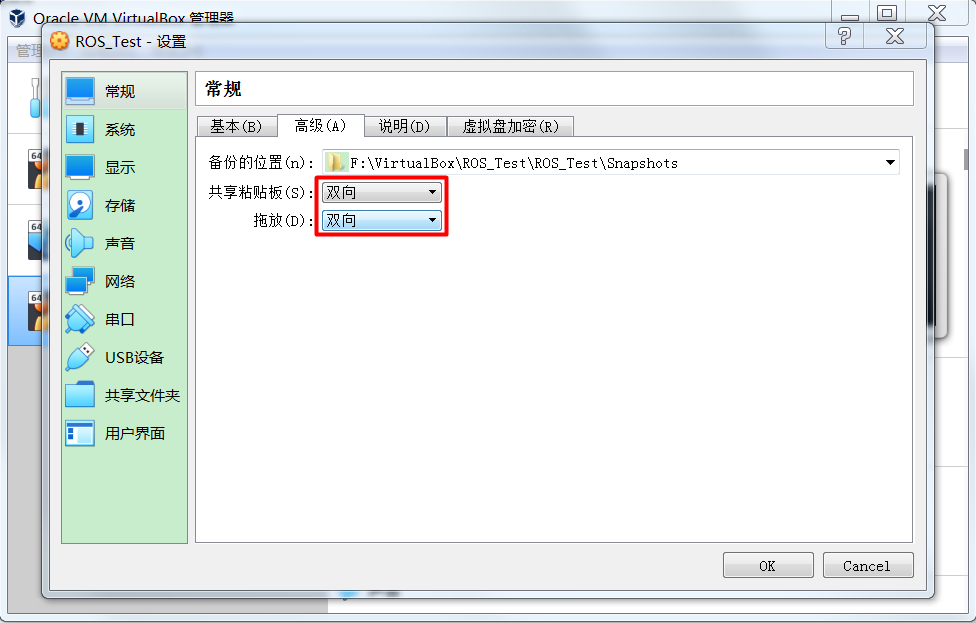 Oracle VM VirtualBox 管理器
管理
ROS_Test - 设置
常规
系统
显示
存储
声音
网络
串口
USB设备
共享文件夹
用户界面
常规
基本(B)
高级(A)
说明(D)
虚拟盘加密(R)
备份的位置(n):
F:\VirtualBox\ROS_Test\ROS_Test\Snapshots
共享粘贴板(S):
双向
拖放(D):
双向
OK
Cancel
64
64
64